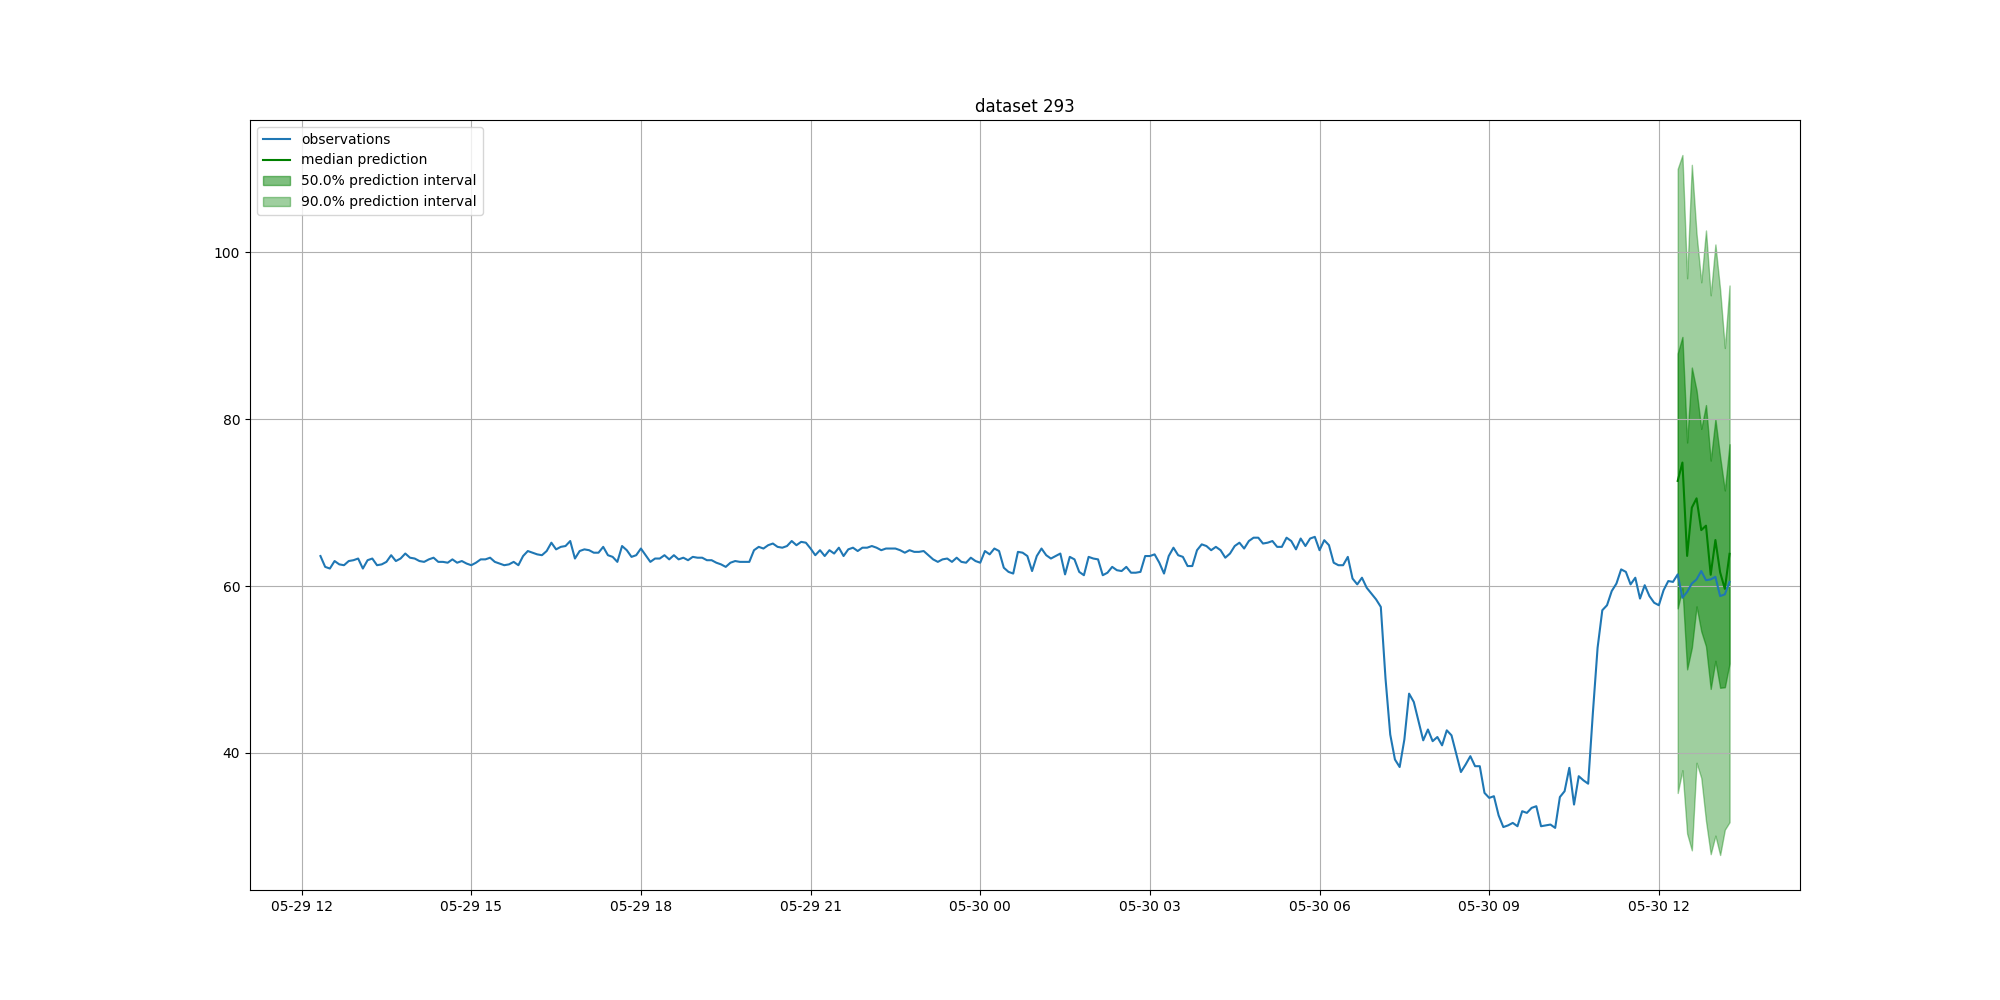 dataset 293
observations
median prediction
50.0% prediction interval
90.0% prediction interval
100
80
60
40
05-29 12
05-29 15
05-29 18
05-29 21
05-30 00
05-30 03
05-30 06
05-30 09
05-30 12